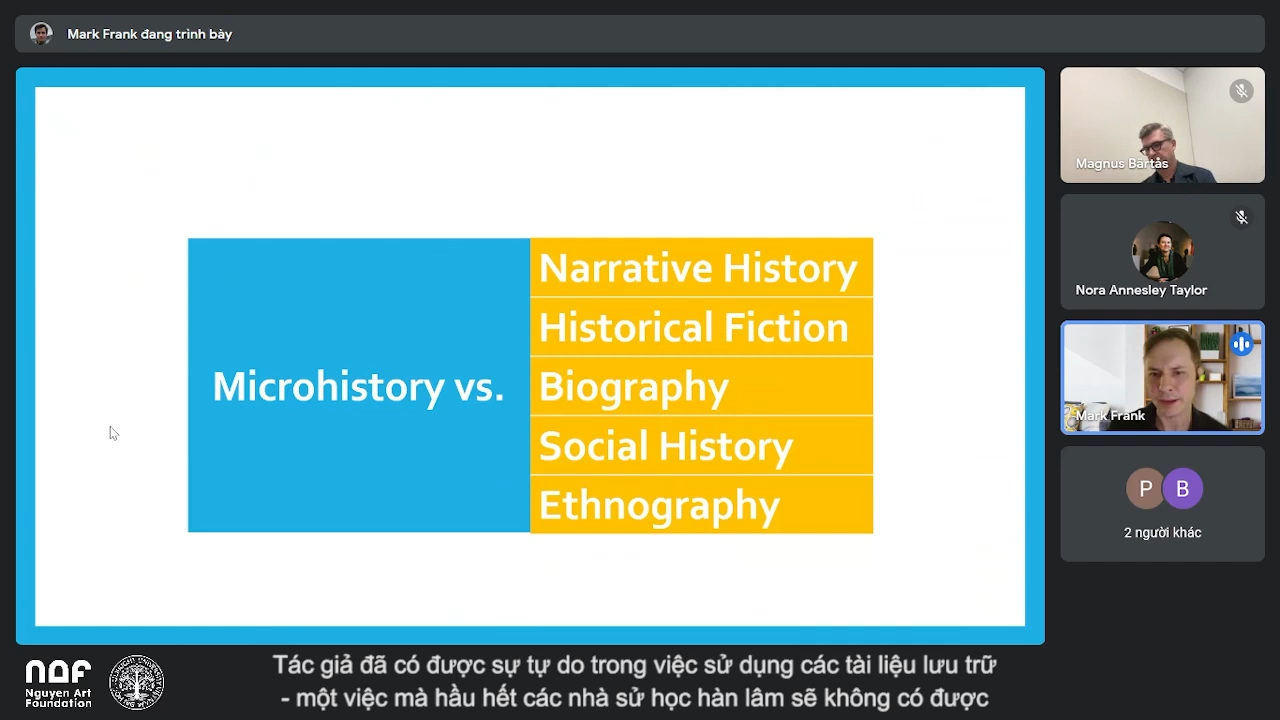 Mark Frank đang trình bày
Microhistory vs.
Narrative History
Historical Fiction
Biography
Social History
Ethnography
Magnus Bärtås
Nora Annesley Taylor
Mark Frank
P B
2 người khác
naf
Nguyen Art
Foundation
Tác giả đã có được sự tự do trong việc sử dụng các tài liệu lưu trữ
- một việc mà hầu hết các nhà sử học hàn lâm sẽ không có được